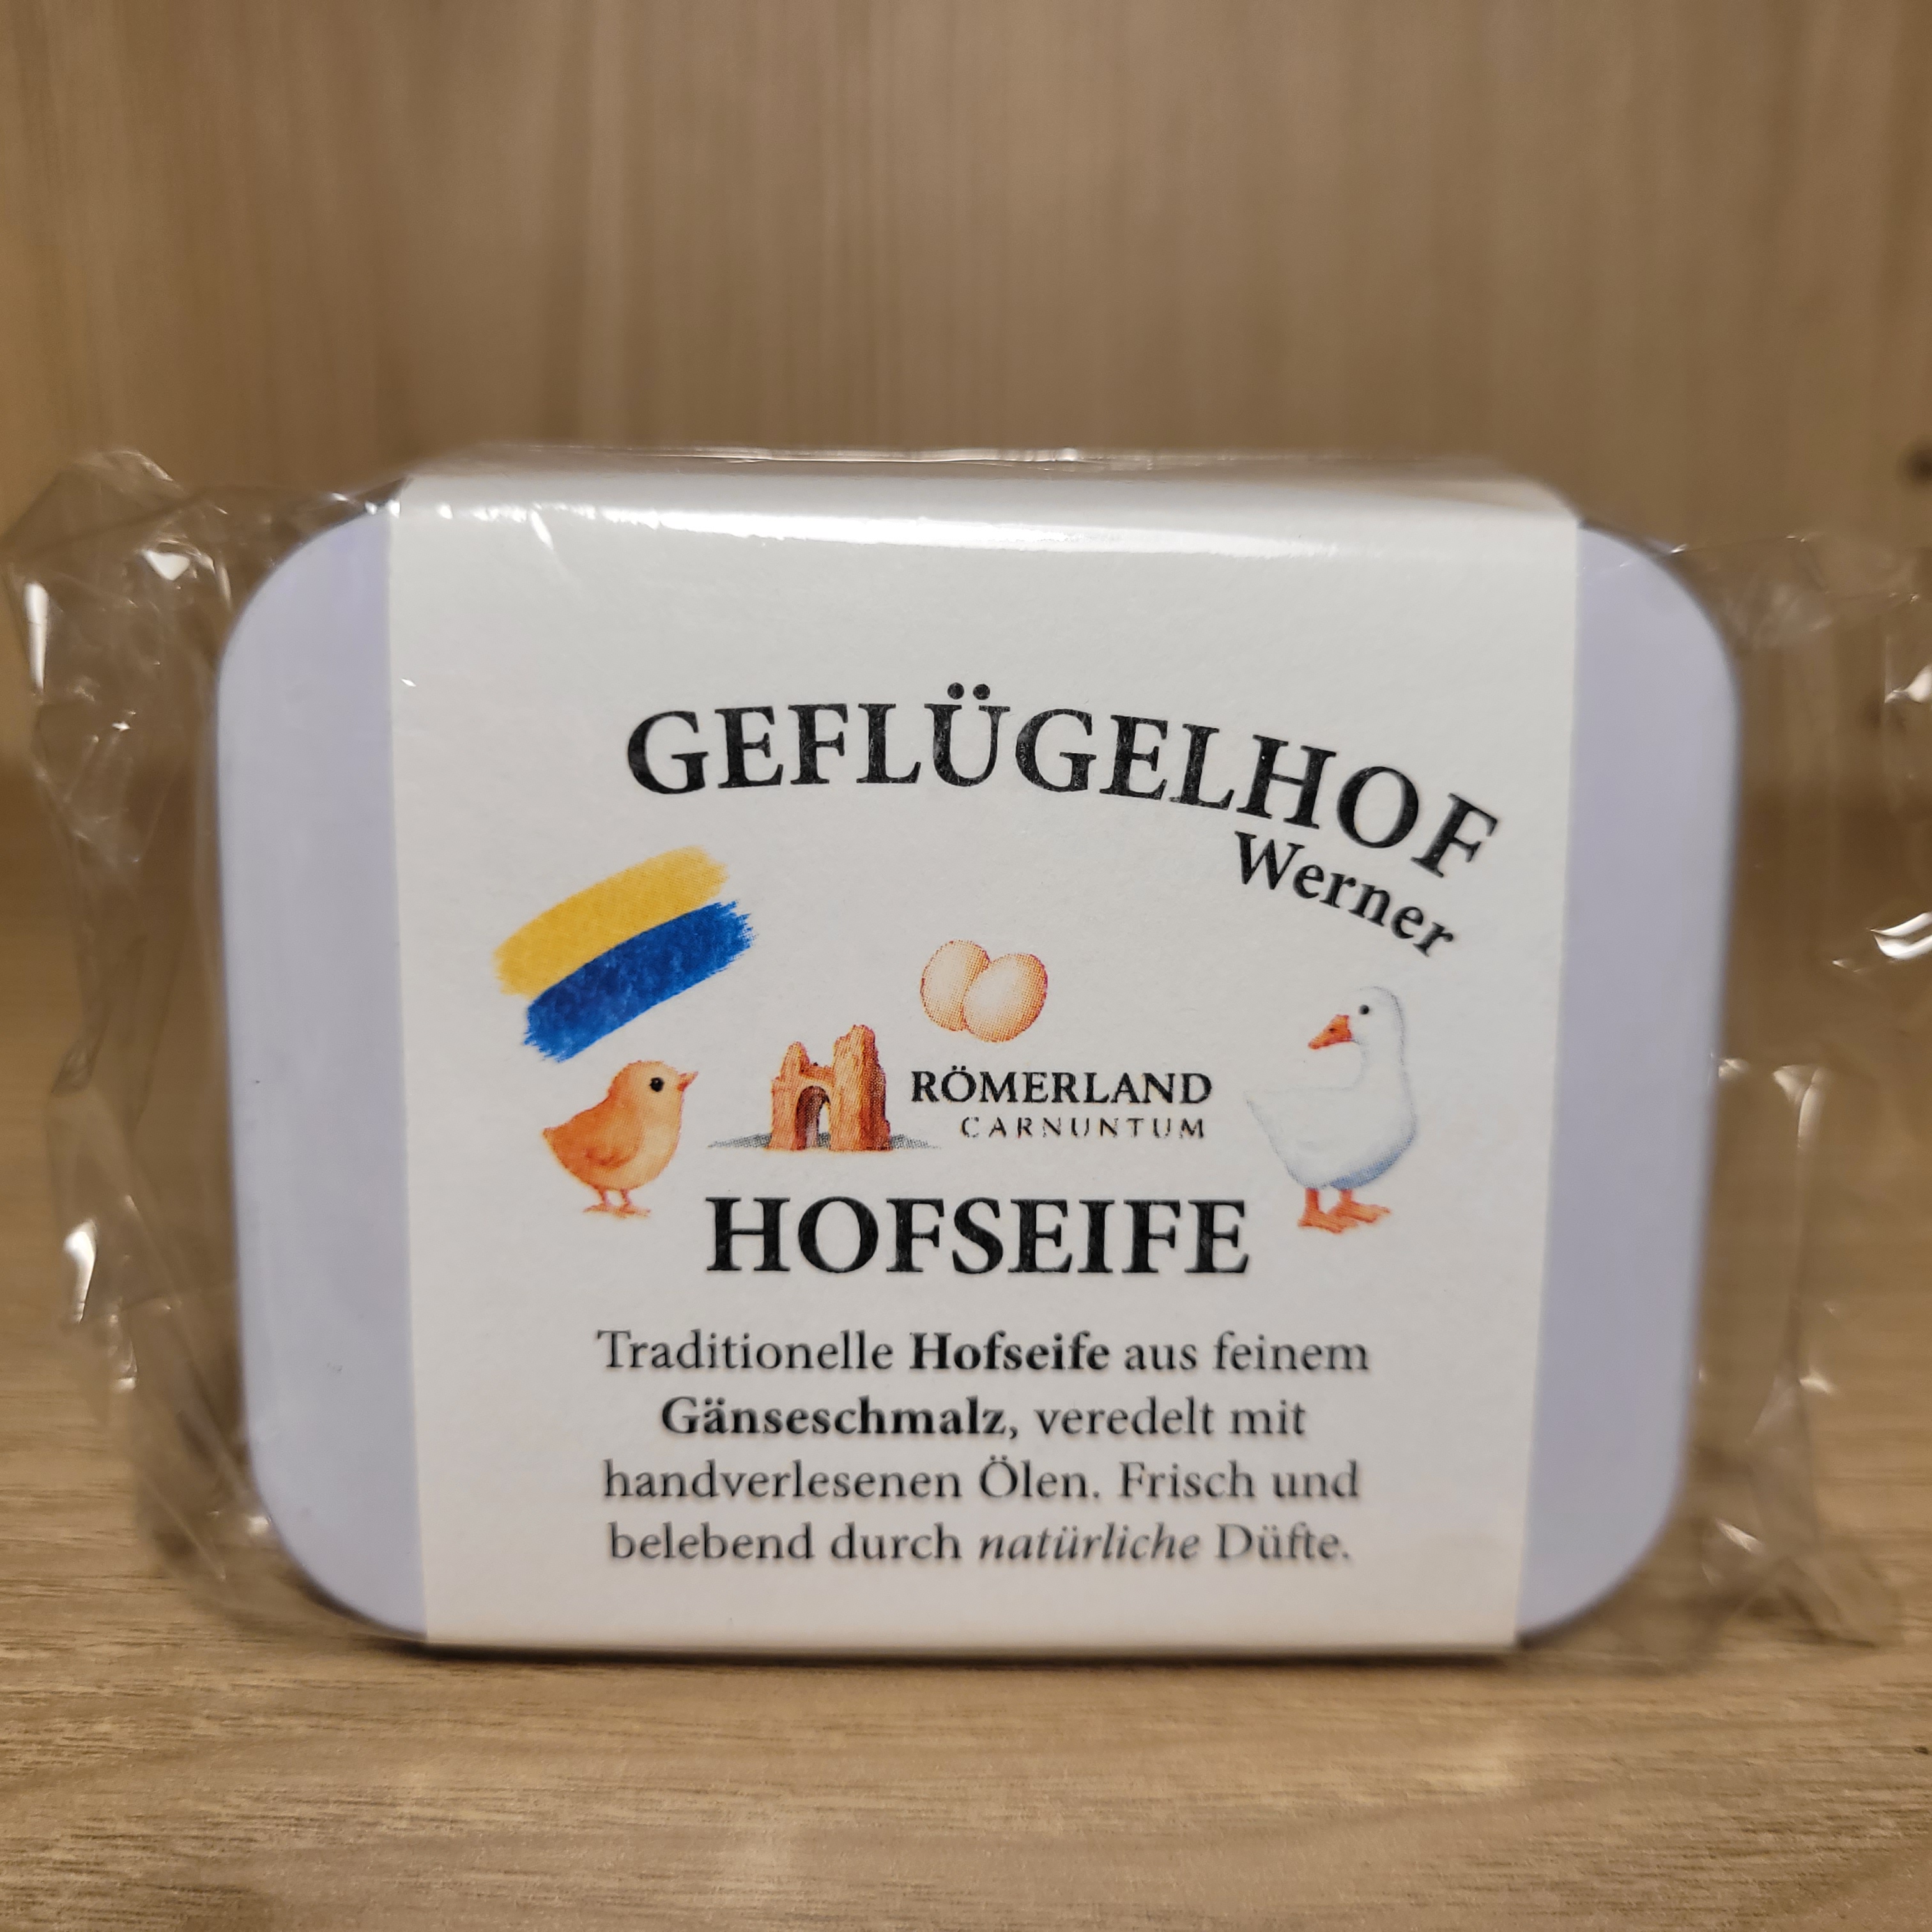 GEFLÜGELHOF
Werner
RÖMERLAND
CARNUNTUM
HOFSEIFE
Traditionelle Hofseife aus feinem
Gänseschmalz, veredelt mit
handverlesenen Ölen. Frisch und
belebend durch natürliche Düfte.